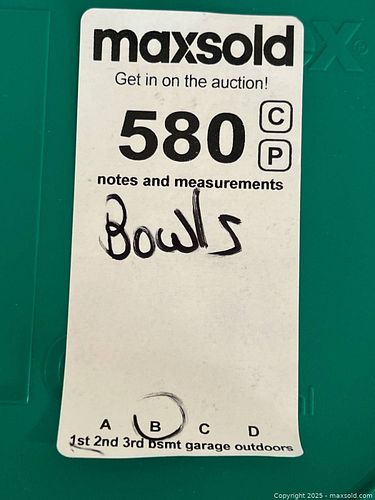 maxsold
Get in on the auction!
580 C
P
notes and measurements
Bowls
A B C D
1st 2nd 3rd bsmt garage outdoors
X®
Copyright 2025 - maxsold.com